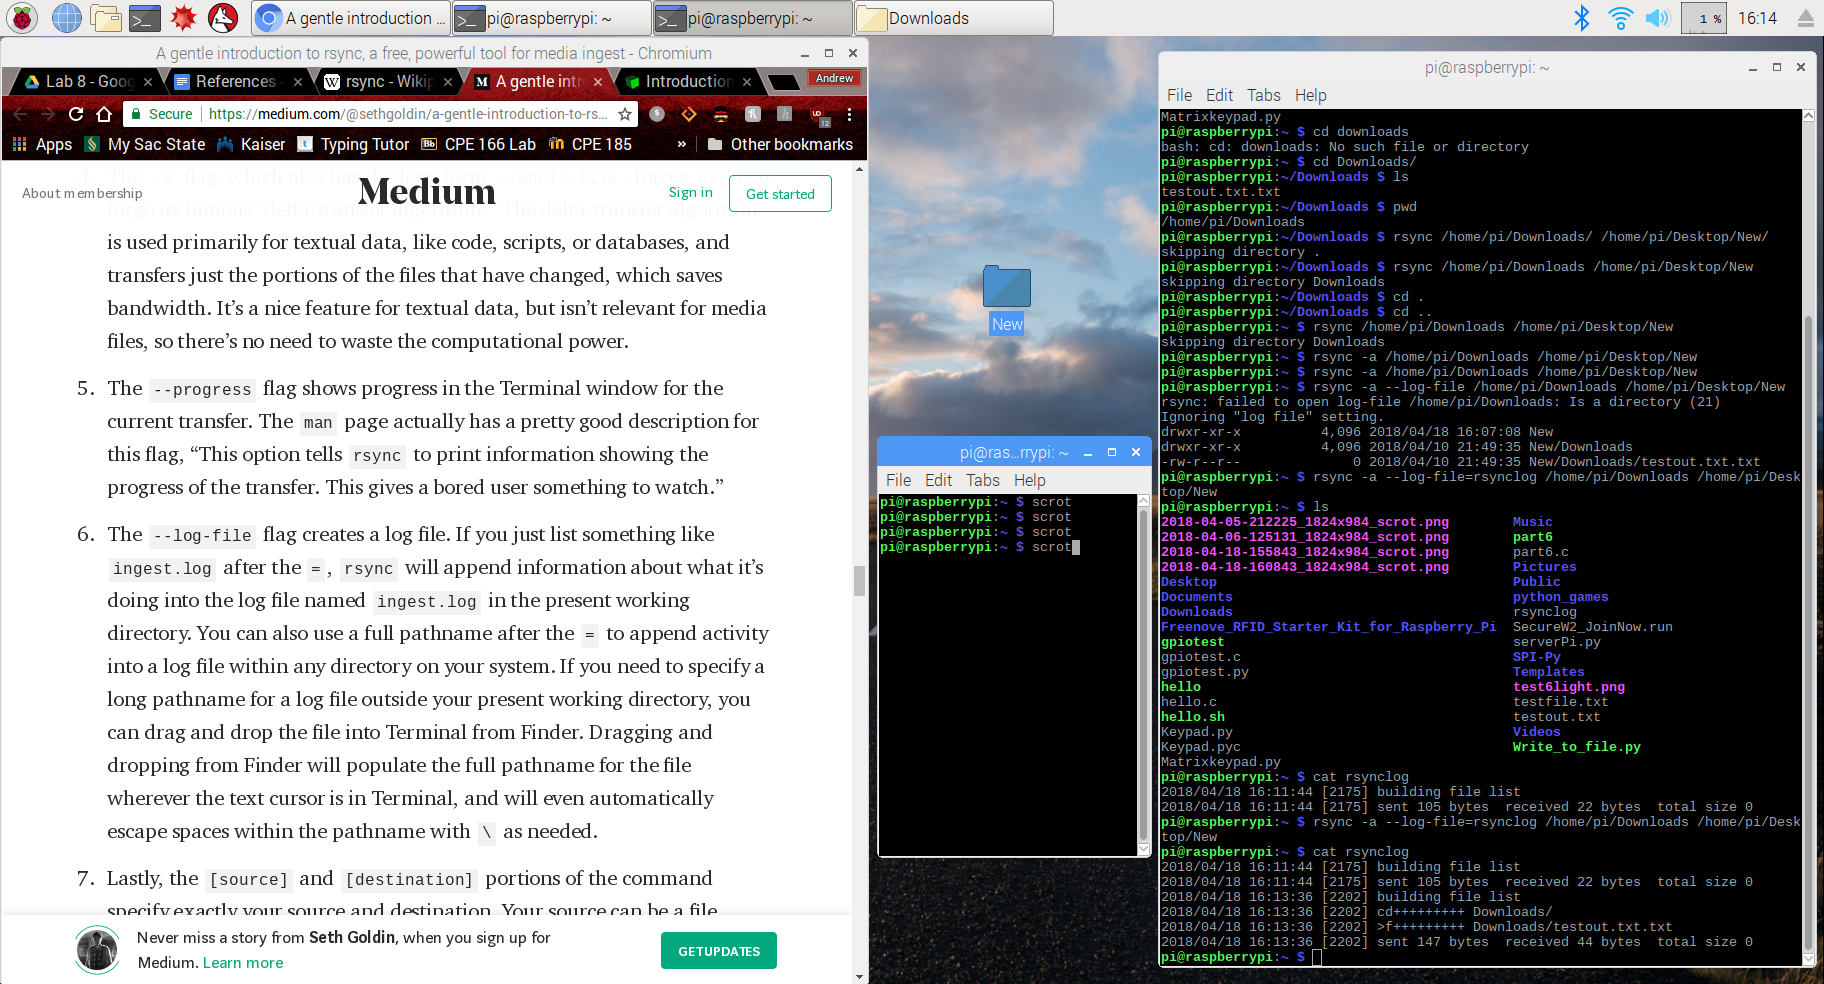 A gentle introduction ...
pi@raspberrypi: ~
pi@raspberrypi: ~
Downloads
1 %
16:14
A gentle introduction to rsync, a free, powerful tool for media ingest - Chromium
Lab 8 - Goog
References -
rsync - Wikip
A gentle intr
Introduction
Andrew
Secure
https://medium.com/@sethgoldin/a-gentle-introduction-to-rs...
12
Apps
My Sac State
Kaiser
Typing Tutor
CPE 166 Lab
CPE 185
»
Other bookmarks
About membership
Medium
Sign in
Get started
4. The -W flag, which also has the long form --whole-file, forces rsync to
forgo its famous “delta-transfer algorithm.” The delta-transfer algorithm
is used primarily for textual data, like code, scripts, or databases, and
transfers just the portions of the files that have changed, which saves
bandwidth. It’s a nice feature for textual data, but isn’t relevant for media
files, so there’s no need to waste the computational power.
5. The --progress flag shows progress in the Terminal window for the
current transfer. The man page actually has a pretty good description for
this flag, “This option tells rsync to print information showing the
progress of the transfer. This gives a bored user something to watch.”
6. The --log-file flag creates a log file. If you just list something like
ingest.log after the =, rsync will append information about what it’s
doing into the log file named ingest.log in the present working
directory. You can also use a full pathname after the = to append activity
into a log file within any directory on your system. If you need to specify a
long pathname for a log file outside your present working directory, you
can drag and drop the file into Terminal from Finder. Dragging and
dropping from Finder will populate the full pathname for the file
wherever the text cursor is in Terminal, and will even automatically
escape spaces within the pathname with \ as needed.
7. Lastly, the [source] and [destination] portions of the command
specify exactly your source and destination. Your source can be a file
Never miss a story from Seth Goldin, when you sign up for
Medium. Learn more
GETUPDATES
New
pi@ras...rrypi: ~
File Edit Tabs Help
pi@raspberrypi:~ $ scrot
pi@raspberrypi:~ $ scrot
pi@raspberrypi:~ $ scrot
pi@raspberrypi:~ $ scrot
pi@raspberrypi: ~
File Edit Tabs Help
Matrixkeypad.py
pi@raspberrypi:~ $ cd downloads
bash: cd: downloads: No such file or directory
pi@raspberrypi:~ $ cd Downloads/
pi@raspberrypi:~/Downloads $ ls
testout.txt.txt
pi@raspberrypi:~/Downloads $ pwd
/home/pi/Downloads
pi@raspberrypi:~/Downloads $ rsync /home/pi/Downloads/ /home/pi/Desktop/New/
skipping directory .
pi@raspberrypi:~/Downloads $ rsync /home/pi/Downloads /home/pi/Desktop/New
skipping directory Downloads
pi@raspberrypi:~/Downloads $ cd .
pi@raspberrypi:~/Downloads $ cd ..
pi@raspberrypi:~ $ rsync /home/pi/Downloads /home/pi/Desktop/New
skipping directory Downloads
pi@raspberrypi:~ $ rsync -a /home/pi/Downloads /home/pi/Desktop/New
pi@raspberrypi:~ $ rsync -a /home/pi/Downloads /home/pi/Desktop/New
pi@raspberrypi:~ $ rsync -a --log-file /home/pi/Downloads /home/pi/Desktop/New
rsync: failed to open log-file /home/pi/Downloads: Is a directory (21)
Ignoring "log file" setting.
drwxr-xr-x 4,096 2018/04/18 16:07:08 New
drwxr-xr-x 4,096 2018/04/10 21:49:35 New/Downloads
-rw-r--r-- 0 2018/04/10 21:49:35 New/Downloads/testout.txt.txt
pi@raspberrypi:~ $ rsync -a --log-file=rsynclog /home/pi/Downloads /home/pi/Desk
top/New
pi@raspberrypi:~ $ ls
2018-04-05-212225_1824x984_scrot.png Music
2018-04-06-125131_1824x984_scrot.png part6
2018-04-18-155843_1824x984_scrot.png part6.c
2018-04-18-160843_1824x984_scrot.png Pictures
Desktop Public
Documents python_games
Downloads rsynclog
Freenove_RFID_Starter_Kit_for_Raspberry_Pi SecureW2_JoinNow.run
gpiotest serverPi.py
gpiotest.c SPI-Py
gpiotest.py Templates
hello test6light.png
hello.c testfile.txt
hello.sh testout.txt
Keypad.py Videos
Keypad.pyc Write_to_file.py
Matrixkeypad.py
pi@raspberrypi:~ $ cat rsynclog
2018/04/18 16:11:44 [2175] building file list
2018/04/18 16:11:44 [2175] sent 105 bytes received 22 bytes total size 0
pi@raspberrypi:~ $ rsync -a --log-file=rsynclog /home/pi/Downloads /home/pi/Desk
top/New
pi@raspberrypi:~ $ cat rsynclog
2018/04/18 16:11:44 [2175] building file list
2018/04/18 16:11:44 [2175] sent 105 bytes received 22 bytes total size 0
2018/04/18 16:13:36 [2202] building file list
2018/04/18 16:13:36 [2202] cd+++++++++ Downloads/
2018/04/18 16:13:36 [2202] >f+++++++++ Downloads/testout.txt.txt
2018/04/18 16:13:36 [2202] sent 147 bytes received 44 bytes total size 0
pi@raspberrypi:~ $